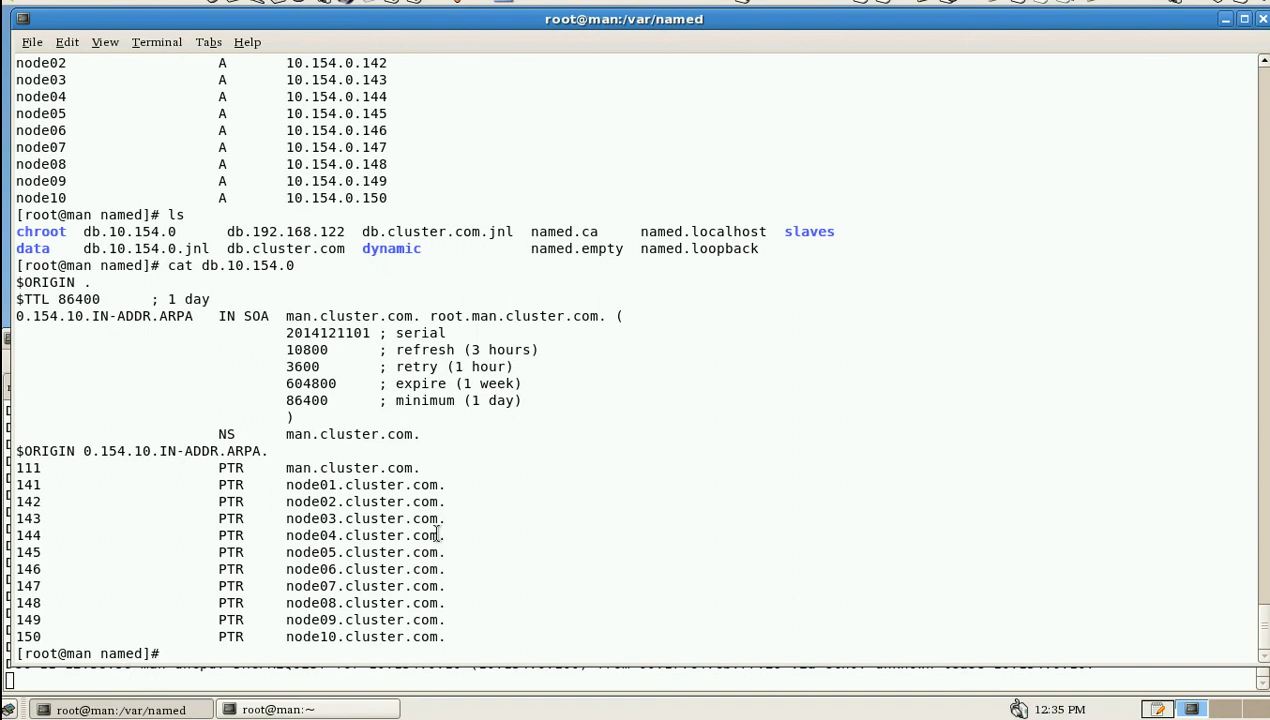 root@man:/var/named
File Edit View Terminal Tabs Help
node02 A 10.154.0.142
node03 A 10.154.0.143
node04 A 10.154.0.144
node05 A 10.154.0.145
node06 A 10.154.0.146
node07 A 10.154.0.147
node08 A 10.154.0.148
node09 A 10.154.0.149
node10 A 10.154.0.150
[root@man named]# ls
chroot db.10.154.0 db.192.168.122 db.cluster.com.jnl named.ca named.localhost slaves
data db.10.154.0.jnl db.cluster.com dynamic named.empty named.loopback
[root@man named]# cat db.10.154.0
$ORIGIN .
$TTL 86400 ; 1 day
0.154.10.IN-ADDR.ARPA IN SOA man.cluster.com. root.man.cluster.com. (
2014121101 ; serial
10800 ; refresh (3 hours)
3600 ; retry (1 hour)
604800 ; expire (1 week)
86400 ; minimum (1 day)
)
NS man.cluster.com.
$ORIGIN 0.154.10.IN-ADDR.ARPA.
111 PTR man.cluster.com.
141 PTR node01.cluster.com.
142 PTR node02.cluster.com.
143 PTR node03.cluster.com.
144 PTR node04.cluster.com.
145 PTR node05.cluster.com.
146 PTR node06.cluster.com.
147 PTR node07.cluster.com.
148 PTR node08.cluster.com.
149 PTR node09.cluster.com.
150 PTR node10.cluster.com.
[root@man named]#
root@man:/var/named root@man:~ 12:35 PM